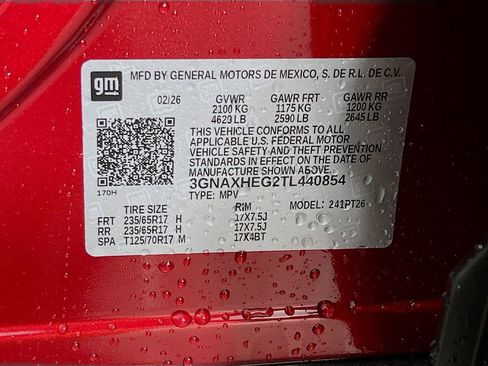 gm
MFD BY GENERAL MOTORS DE MEXICO, S. DE R.L. DE C.V.
02/26 GVWR GAWR FRT GAWR RR
2100 KG 1175 KG 1200 KG
4629 LB 2590 LB 2645 LB
THIS VEHICLE CONFORMS TO ALL
APPLICABLE U.S. FEDERAL MOTOR
VEHICLE SAFETY STANDARDS
IN EFFECT ON THE DATE OF
MANUFACTURE SHOWN ABOVE.
170H 3GNAXHEG2TL440854
TYPE: MPV
TIRE SIZE RIM MODEL: 241PT26
FRT 235/65R17 H 17X7.5J
RR 235/65R17 H 17X7.5J
SPA T125/70R17 M 17X4BT